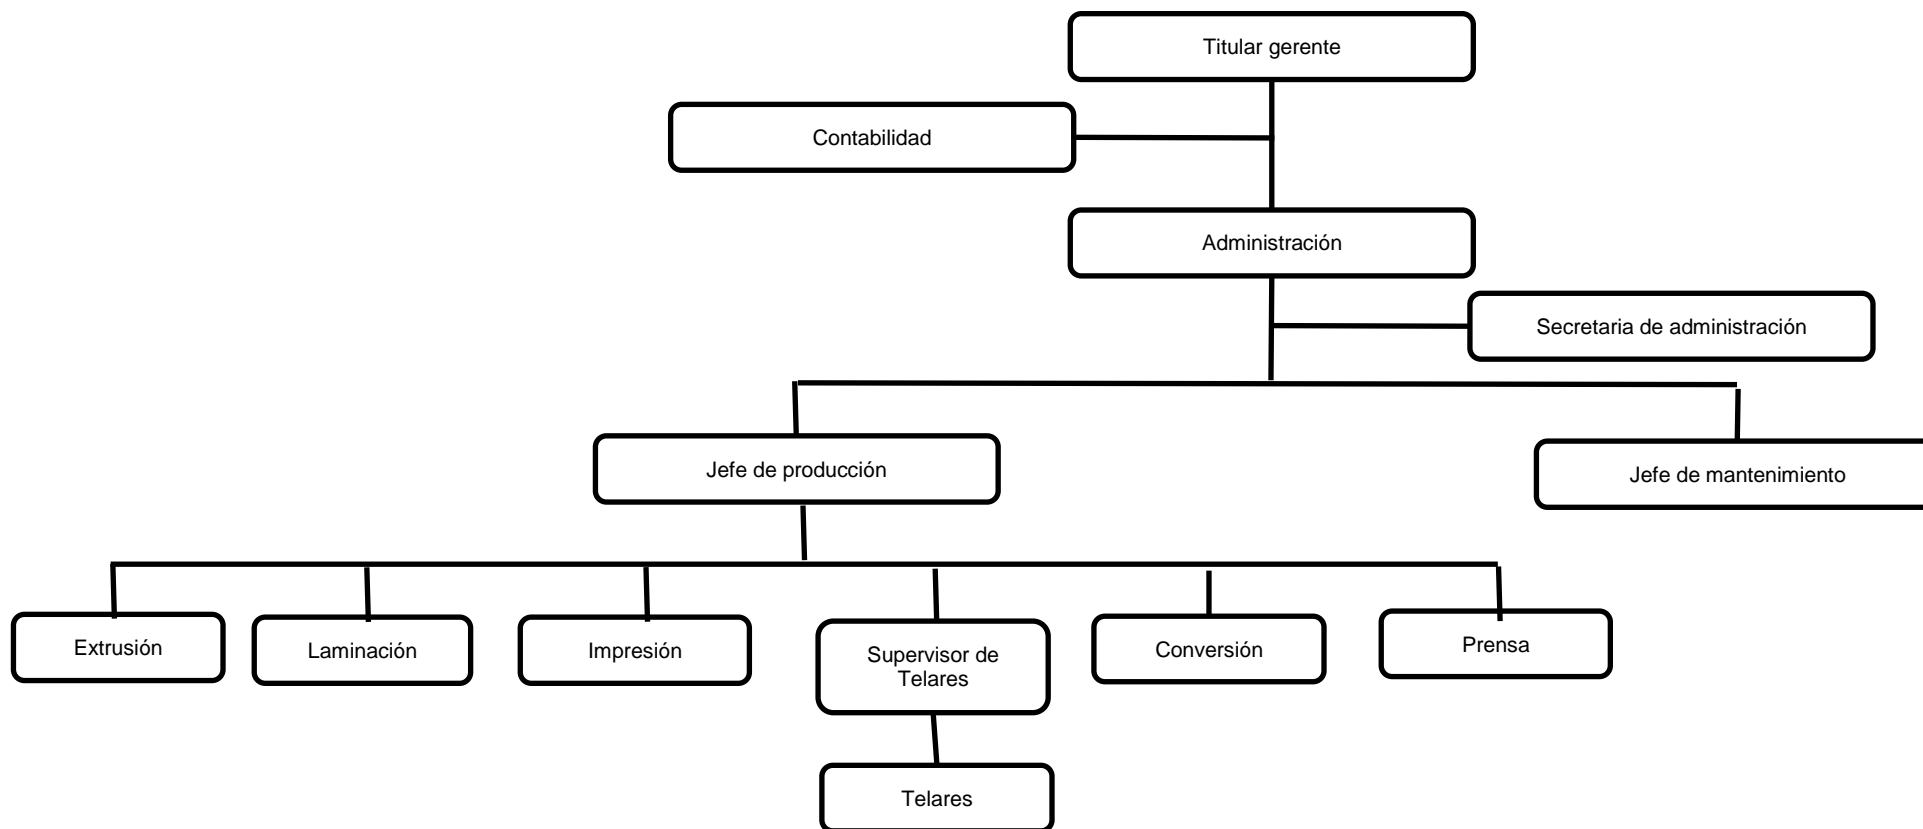 Titular gerente
Contabilidad
Administración
Secretaria de administración
Jefe de producción
Jefe de mantenimiento
Extrusión
Laminación
Impresión
Supervisor de
Telares
Conversión
Prensa
Telares